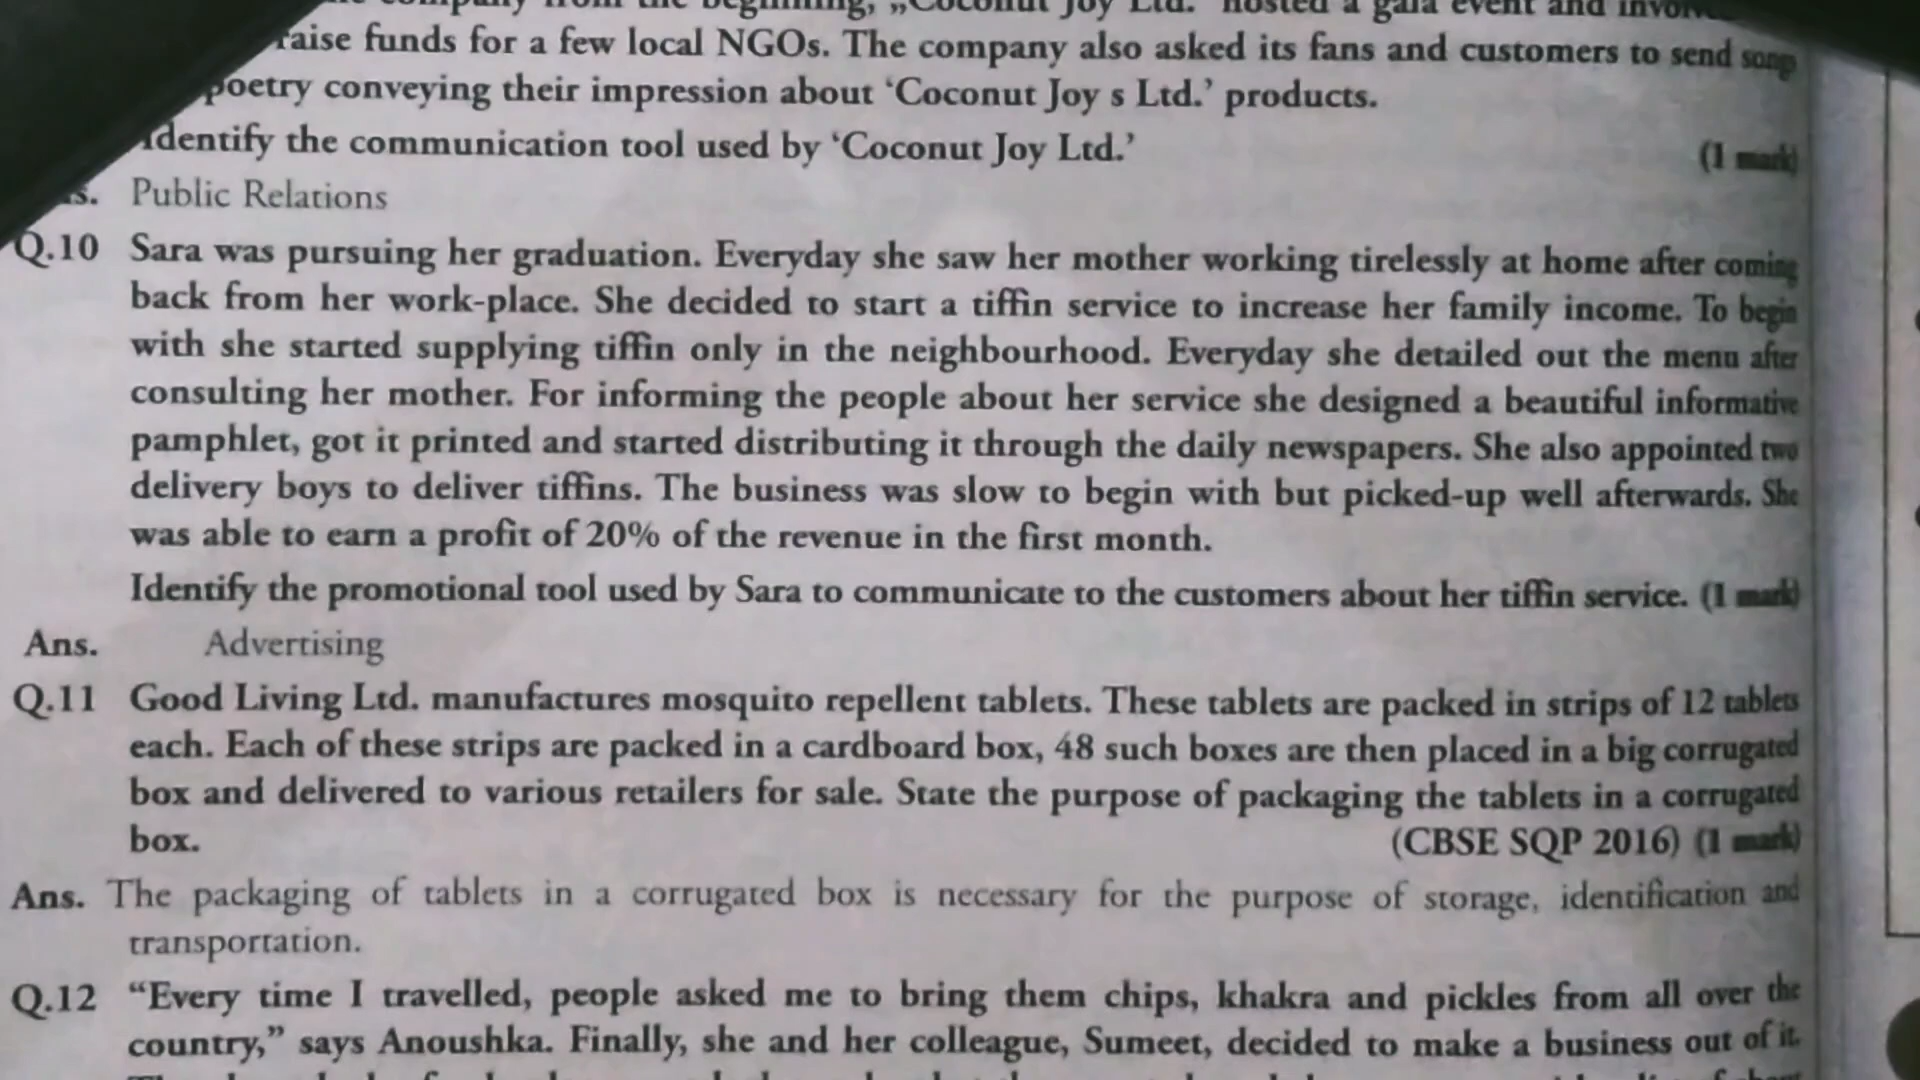 company from the beginning, „Coconut Joy Ltd." hosted a gala event and
raise funds for a few local NGOs. The company also asked its fans and customers to send songs
poetry conveying their impression about ‘Coconut Joy s Ltd.’ products.
Identify the communication tool used by ‘Coconut Joy Ltd.’ (1 mark)
s. Public Relations
Q.10 Sara was pursuing her graduation. Everyday she saw her mother working tirelessly at home after coming
back from her work-place. She decided to start a tiffin service to increase her family income. To begin
with she started supplying tiffin only in the neighbourhood. Everyday she detailed out the menu after
consulting her mother. For informing the people about her service she designed a beautiful informative
pamphlet, got it printed and started distributing it through the daily newspapers. She also appointed two
delivery boys to deliver tiffins. The business was slow to begin with but picked-up well afterwards. She
was able to earn a profit of 20% of the revenue in the first month.
Identify the promotional tool used by Sara to communicate to the customers about her tiffin service. (1 mark)
Ans. Advertising
Q.11 Good Living Ltd. manufactures mosquito repellent tablets. These tablets are packed in strips of 12 tablets
each. Each of these strips are packed in a cardboard box, 48 such boxes are then placed in a big corrugated
box and delivered to various retailers for sale. State the purpose of packaging the tablets in a corrugated
box. (CBSE SQP 2016) (1 mark)
Ans. The packaging of tablets in a corrugated box is necessary for the purpose of storage, identification and
transportation.
Q.12 “Every time I travelled, people asked me to bring them chips, khakra and pickles from all over the
country,” says Anoushka. Finally, she and her colleague, Sumeet, decided to make a business out of it.